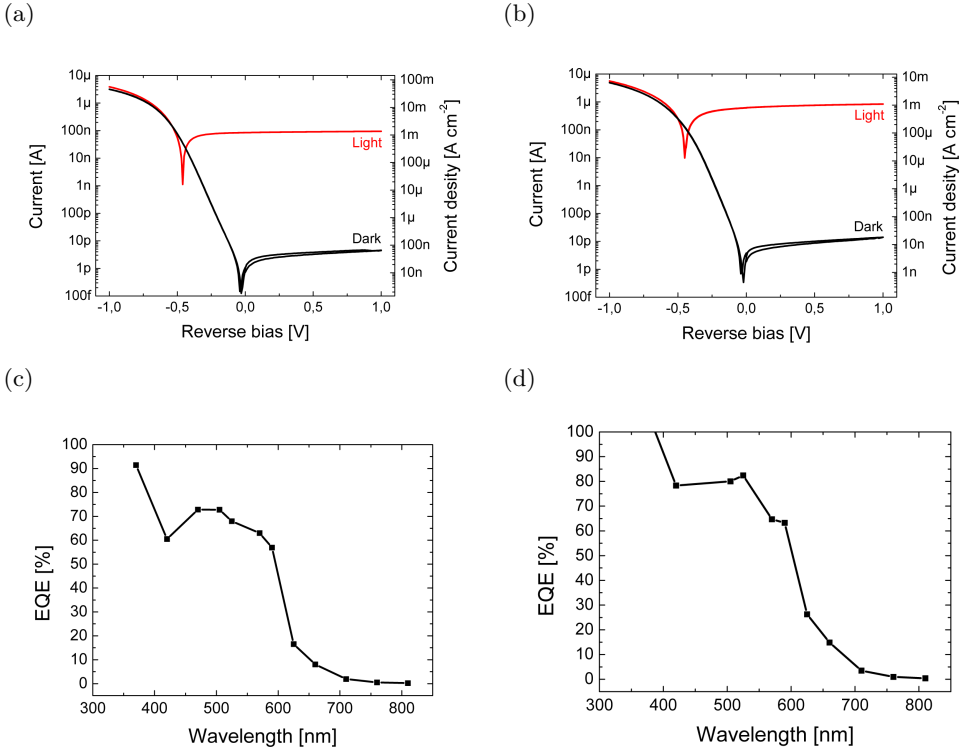 (a)
10µ
1µ
100n
10n
1n
100p
10p
1p
100f
Current [A]
100m
10m
1m
100µ
10µ
1µ
100n
10n
Current desity [A cm⁻²]
Light
Dark
-1,0 -0,5 0,0 0,5 1,0
Reverse bias [V]
(b)
10µ
1µ
100n
10n
1n
100p
10p
1p
100f
Current [A]
10m
1m
100µ
10µ
1µ
100n
10n
1n
Current desity [A cm⁻²]
Light
Dark
-1,0 -0,5 0,0 0,5 1,0
Reverse bias [V]
(c)
100
90
80
70
60
50
40
30
20
10
0
EQE [%]
300 400 500 600 700 800
Wavelength [nm]
(d)
100
90
80
70
60
50
40
30
20
10
0
EQE [%]
300 400 500 600 700 800
Wavelength [nm]